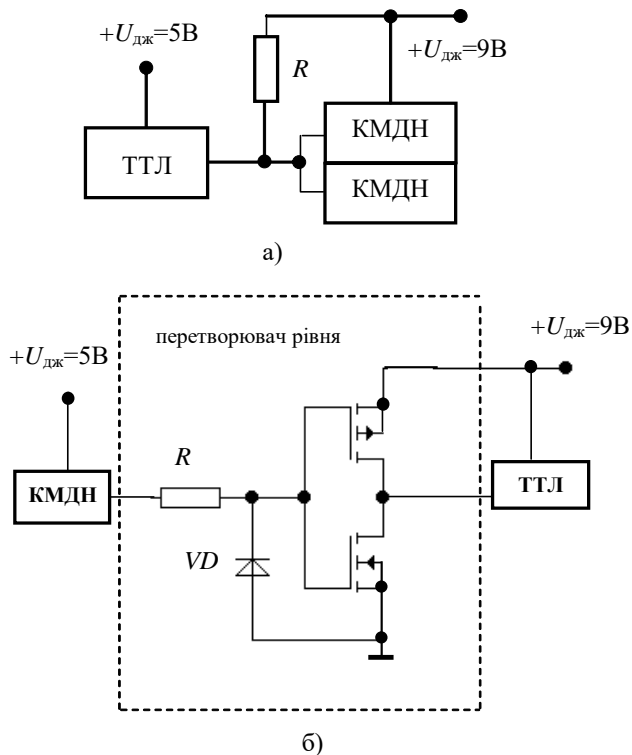 +Uдж=5В
R
+Uдж=9В
ТТЛ
КМДН
КМДН
а)
перетворювач рівня
+Uдж=5В
+Uдж=9В
R
КМДН
ТТЛ
VD
б)